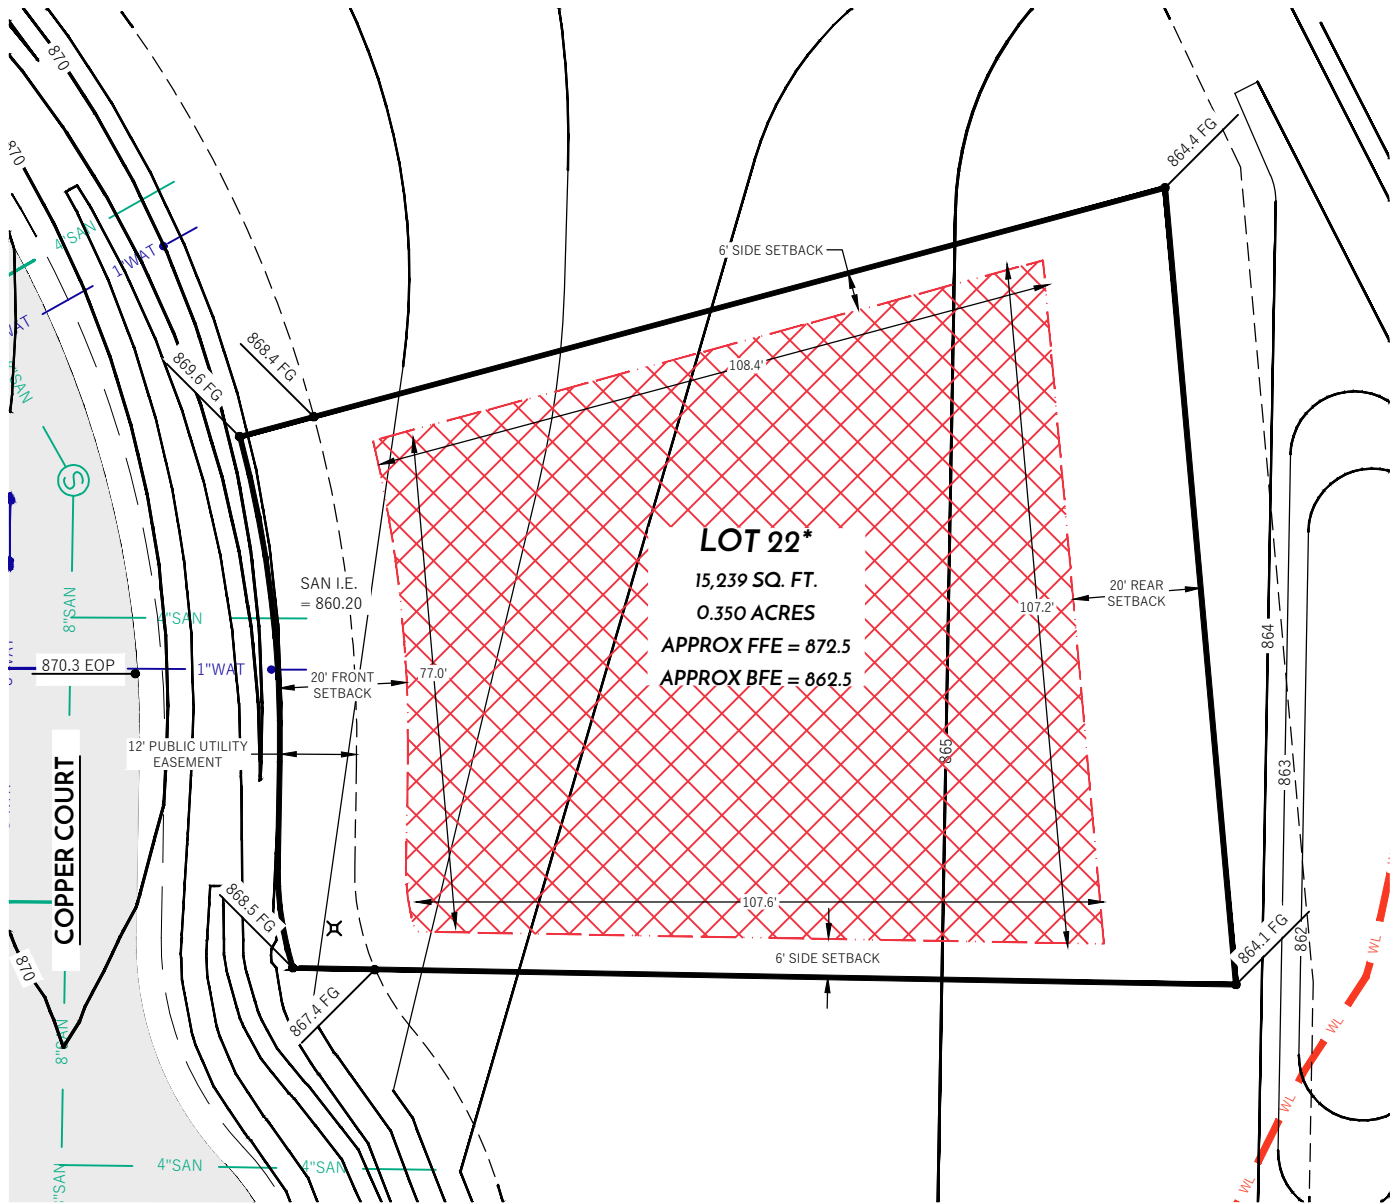 870
870
4"SAN
1"WAT
WAT
"SAN
868.4 FG
869.6 FG
864.4 FG
6' SIDE SETBACK
108.4'
LOT 22*
15,239 SQ. FT.
0.350 ACRES
APPROX FFE = 872.5
APPROX BFE = 862.5
SAN I.E.
= 860.20
S
8"SAN
4"SAN
870.3 EOP
1"WAT
20' FRONT
SETBACK
77.0'
107.2'
20' REAR
SETBACK
864
863
865
12' PUBLIC UTILITY
EASEMENT
COPPER COURT
868.5 FG
107.6'
6' SIDE SETBACK
864.1 FG
862
867.4 FG
870
8"SAN
4"SAN
4"SAN
"SAN
WL
WL
WL
WL